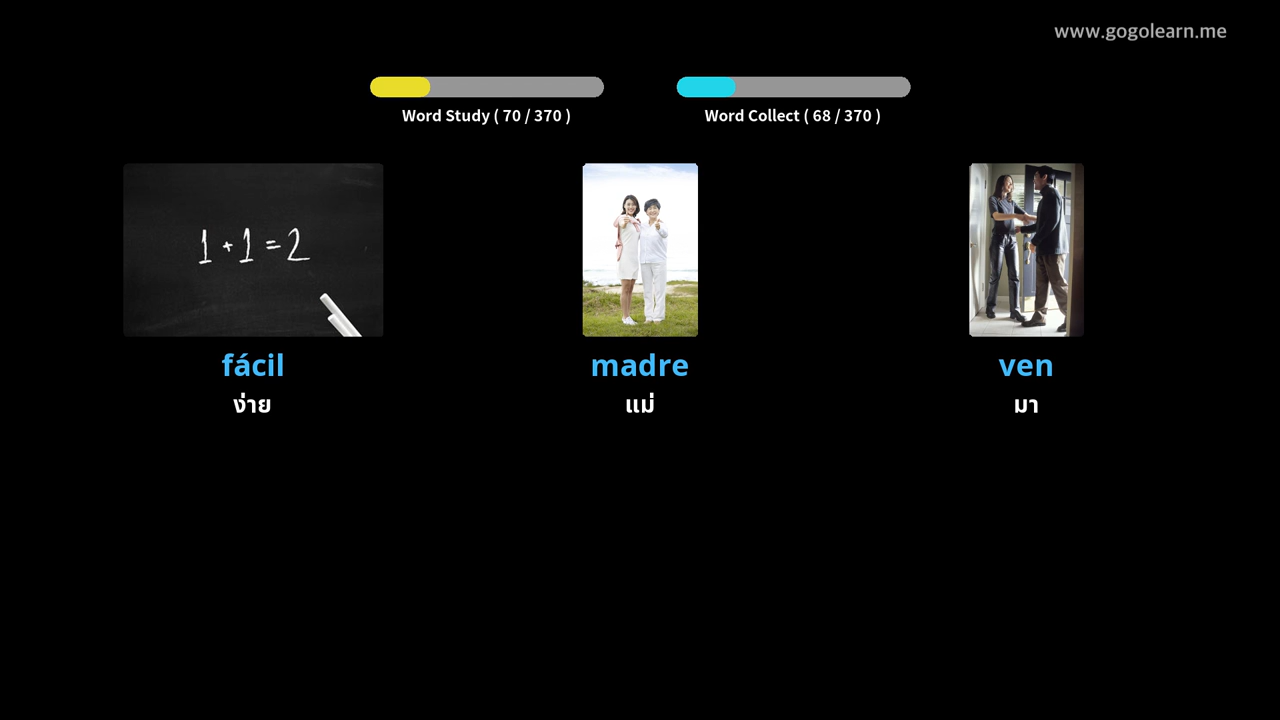 www.gogolearn.me
Word Study ( 70 / 370 )
Word Collect ( 68 / 370 )
1 + 1 = 2
fácil
ง่าย
madre
แม่
ven
มา